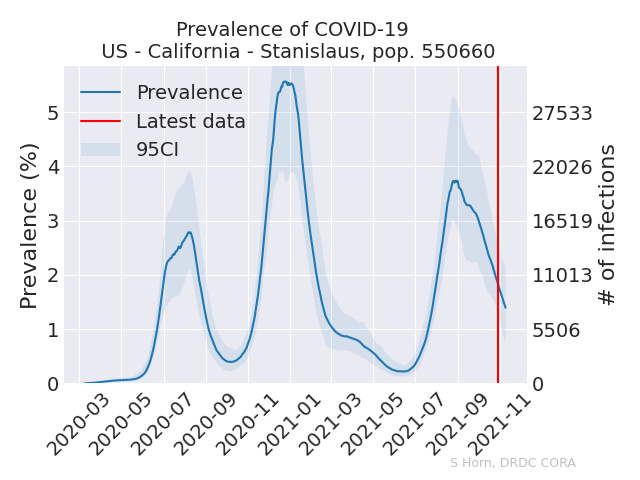 Prevalence of COVID-19
US - California - Stanislaus, pop. 550660
Prevalence
Latest data
95CI
Prevalence (%)
5
4
3
2
1
0
27533
22026
16519
11013
5506
0
# of infections
2020-03
2020-05
2020-07
2020-09
2020-11
2021-01
2021-03
2021-05
2021-07
2021-09
2021-11
S Horn, DRDC CORA